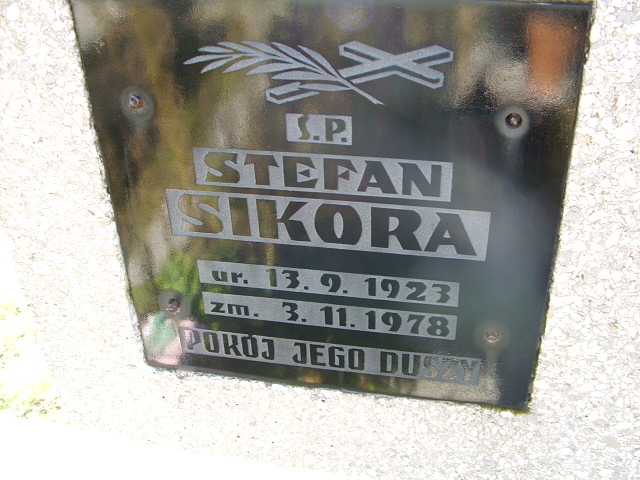 Ś.P.
STEFAN
SIKORA
ur. 13. 9. 1923
zm. 3. 11. 1978
POKÓJ JEGO DUSZY